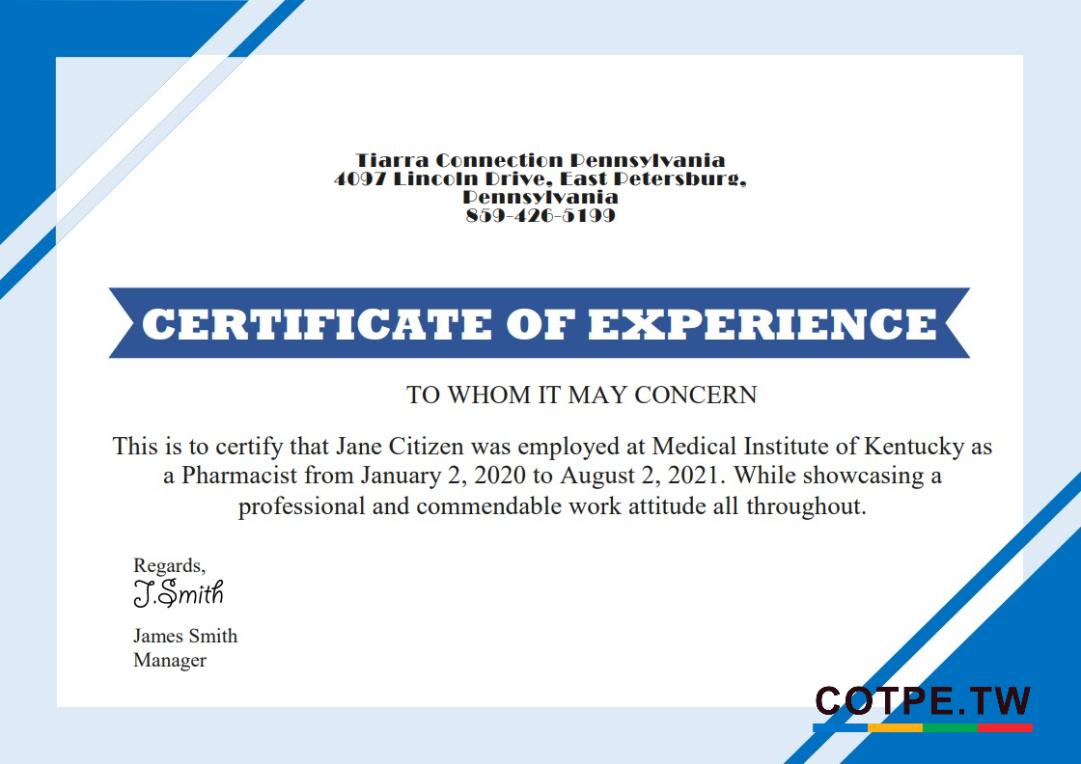 Tiarra Connection Pennsylvania
4097 Lincoln Drive, East Petersburg,
Pennsylvania
859-426-5199
CERTIFICATE OF EXPERIENCE
TO WHOM IT MAY CONCERN
This is to certify that Jane Citizen was employed at Medical Institute of Kentucky as
a Pharmacist from January 2, 2020 to August 2, 2021. While showcasing a
professional and commendable work attitude all throughout.
Regards,
J.Smith
James Smith
Manager
COTPE.TW